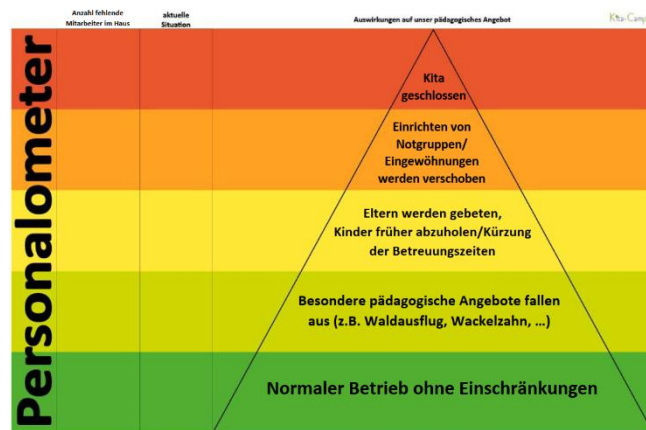 Anzahl fehlende
Mitarbeiter im Haus
aktuelle
Situation
Auswirkungen auf unser pädagogisches Angebot
Kita-Camp
Personalometer
Kita
geschlossen
Einrichten von
Notgruppen/
Eingewöhnungen
werden verschoben
Eltern werden gebeten,
Kinder früher abzuholen/Kürzung
der Betreuungszeiten
Besondere pädagogische Angebote fallen
aus (z.B. Waldausflug, Wackelzahn, ...)
Normaler Betrieb ohne Einschränkungen